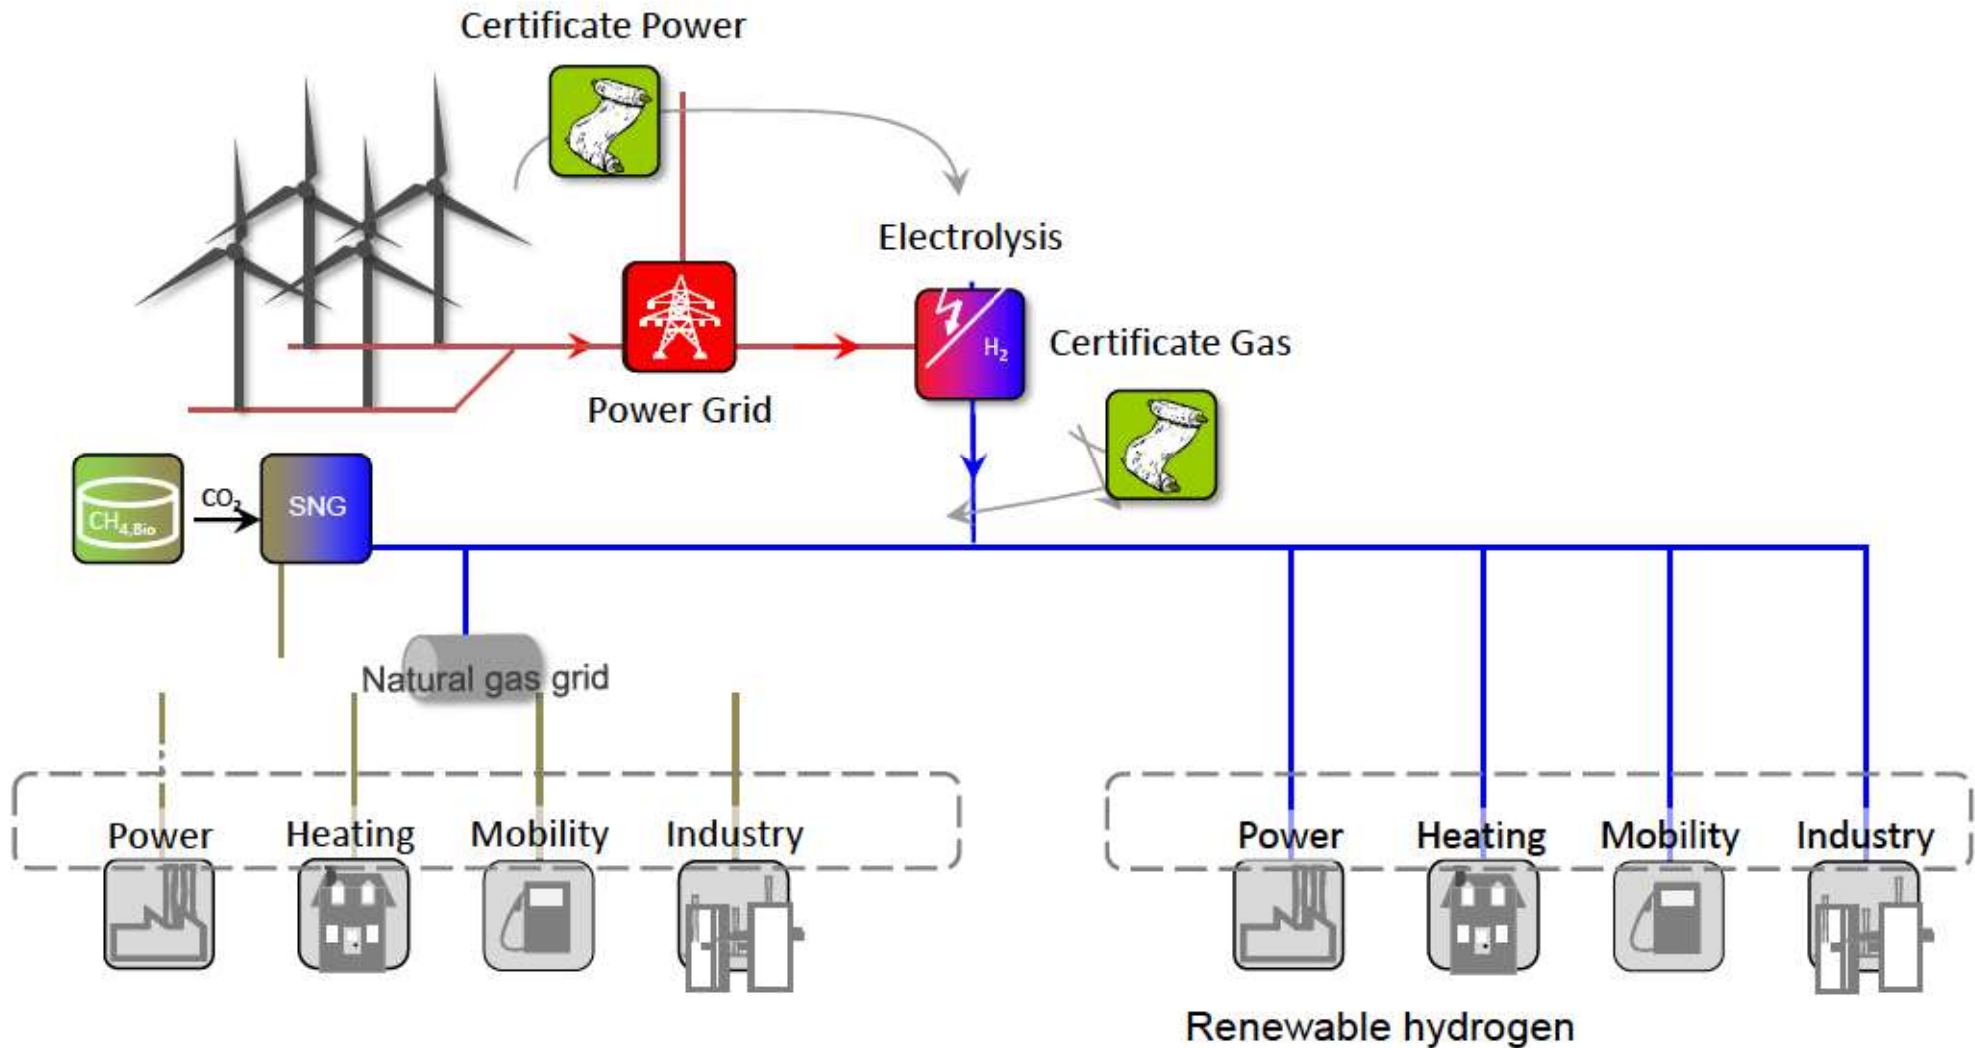 Certificate Power
Electrolysis
H₂
Certificate Gas
Power Grid
CH₄,Bio
CO₂
SNG
Natural gas grid
Power Heating Mobility Industry
Power Heating Mobility Industry
Renewable hydrogen